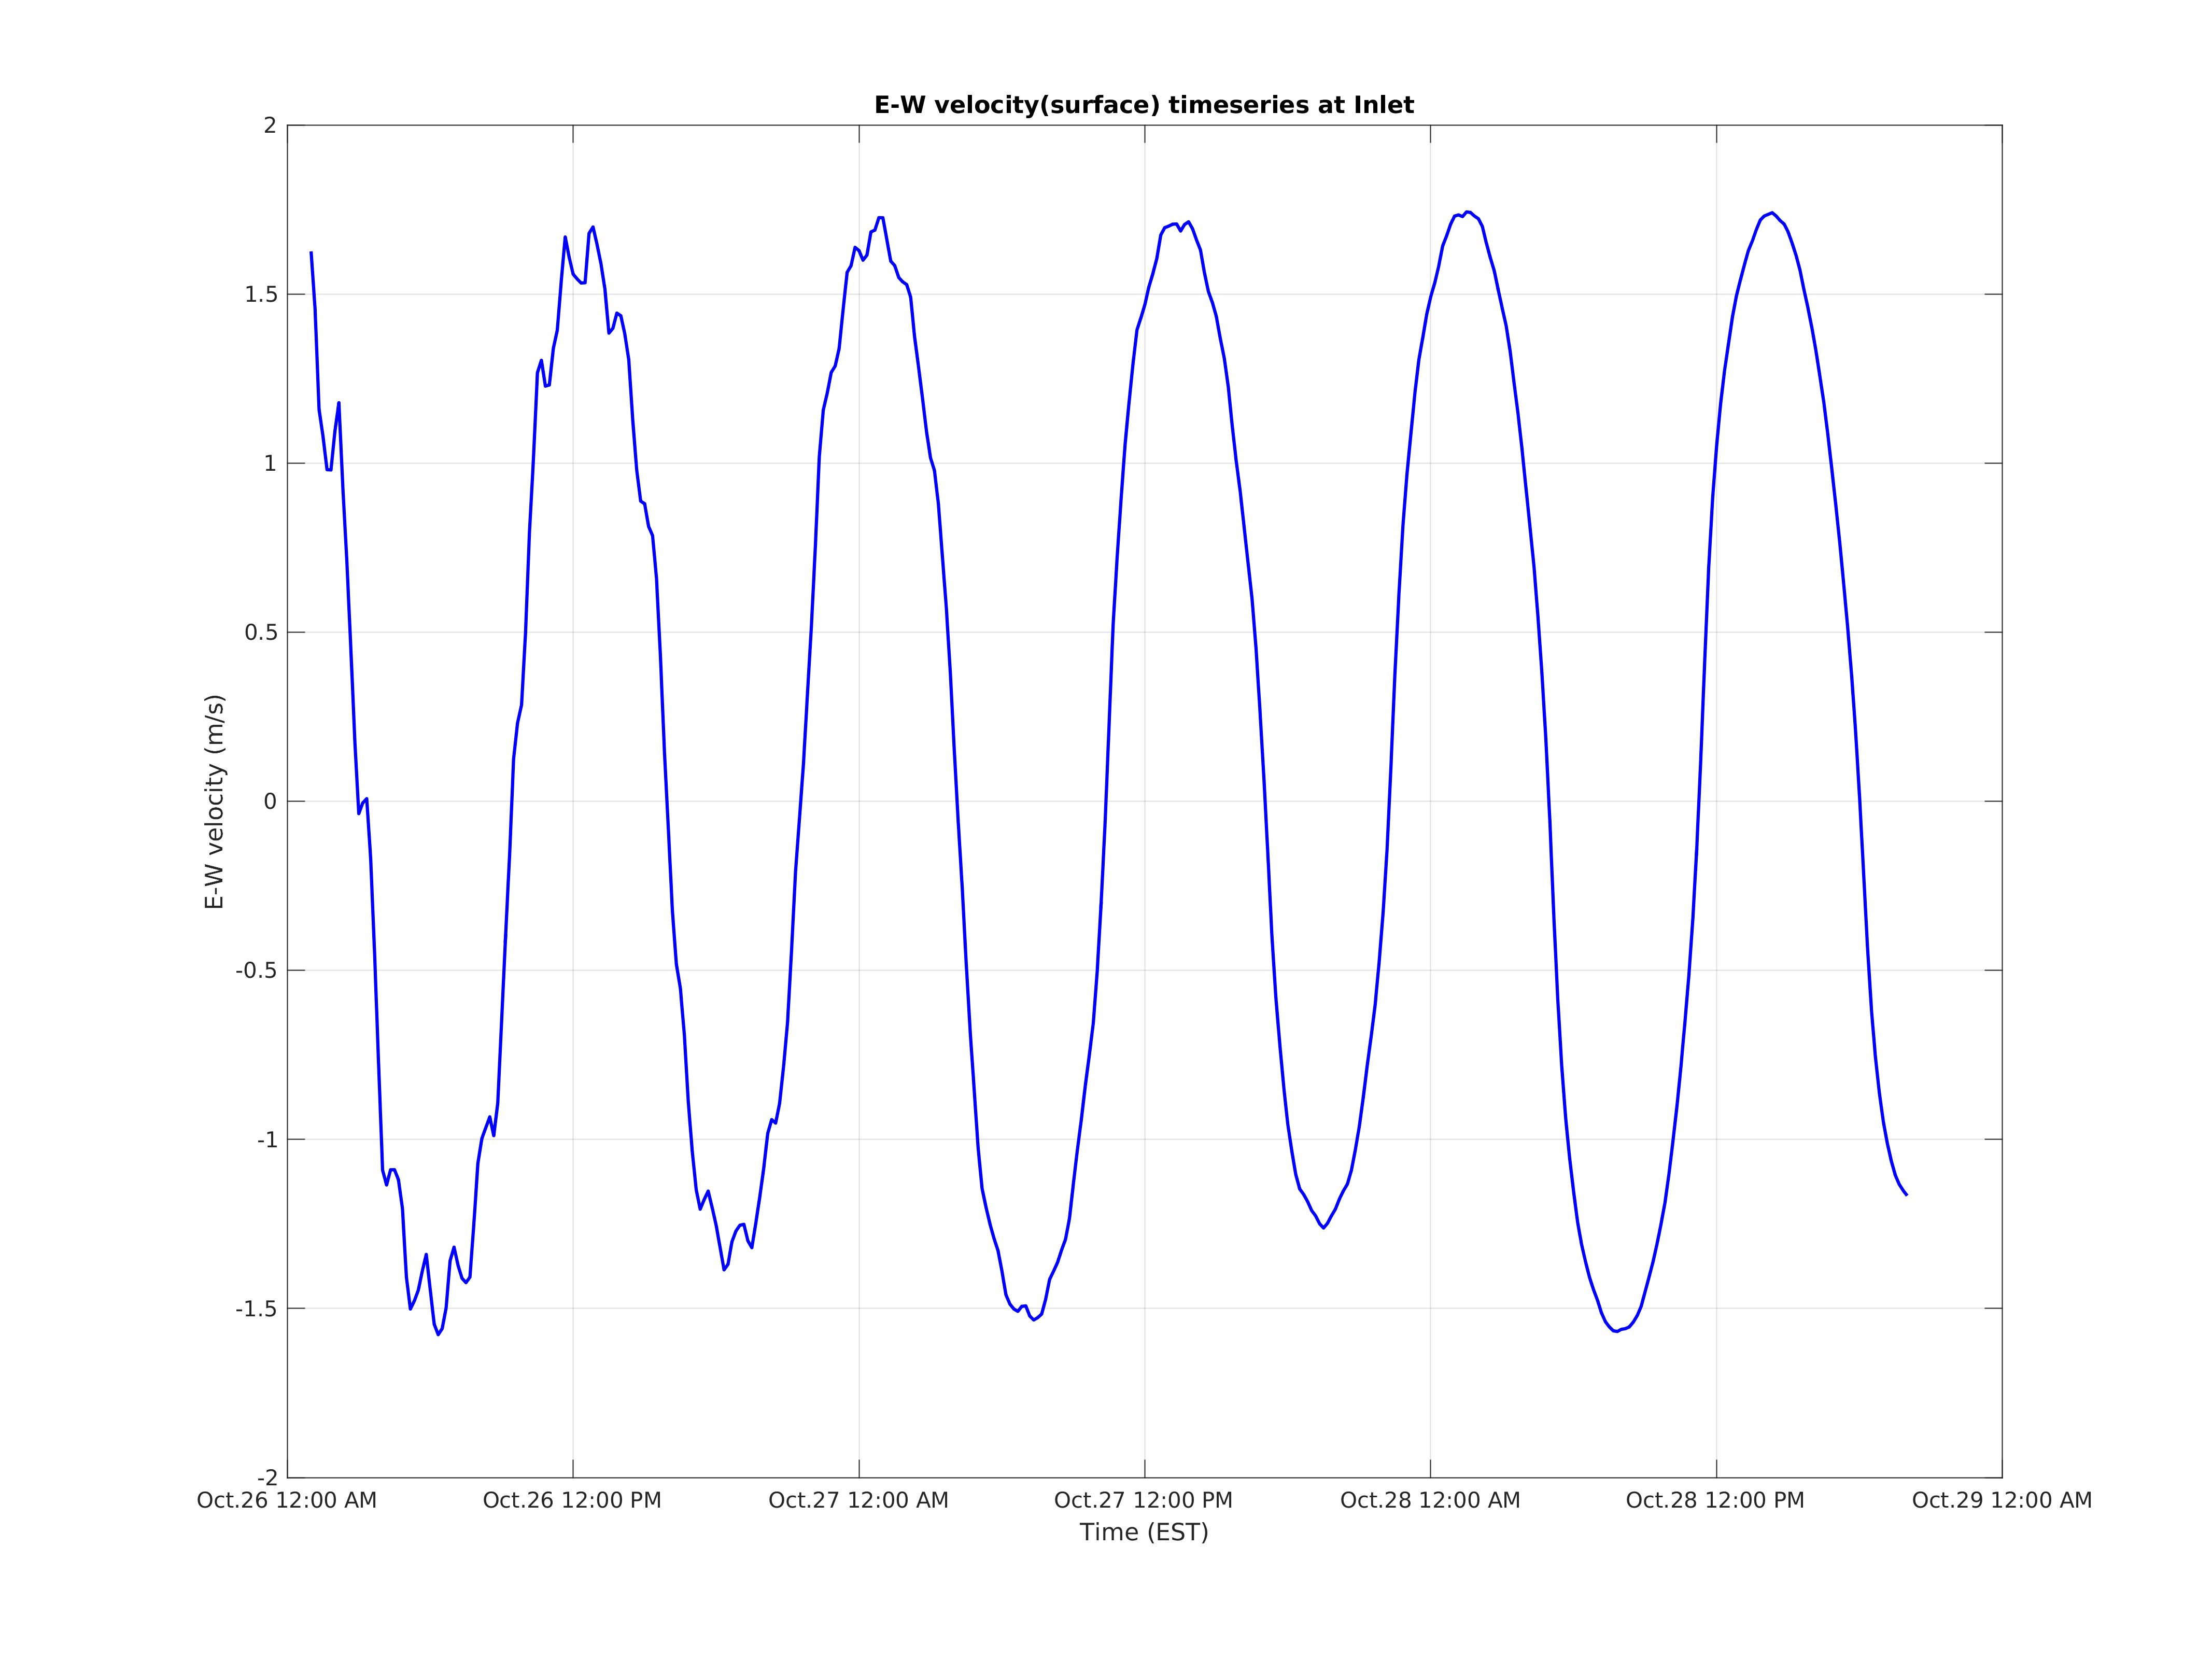 E-W velocity(surface) timeseries at Inlet
2
1.5
1
0.5
0
-0.5
-1
-1.5
-2
E-W velocity (m/s)
Oct.26 12:00 AM Oct.26 12:00 PM Oct.27 12:00 AM Oct.27 12:00 PM Oct.28 12:00 AM Oct.28 12:00 PM Oct.29 12:00 AM
Time (EST)